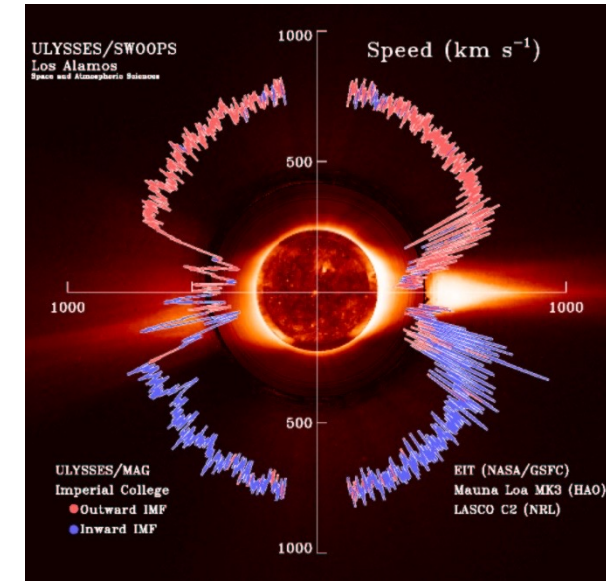 ULYSSES/SWOOPS
Los Alamos
Space and Atmospheric Sciences
Speed (km s⁻¹)
1000
500
1000
1000
500
1000
ULYSSES/MAG
Imperial College
Outward IMF
Inward IMF
EIT (NASA/GSFC)
Mauna Loa MK3 (HAO)
LASCO C2 (NRL)